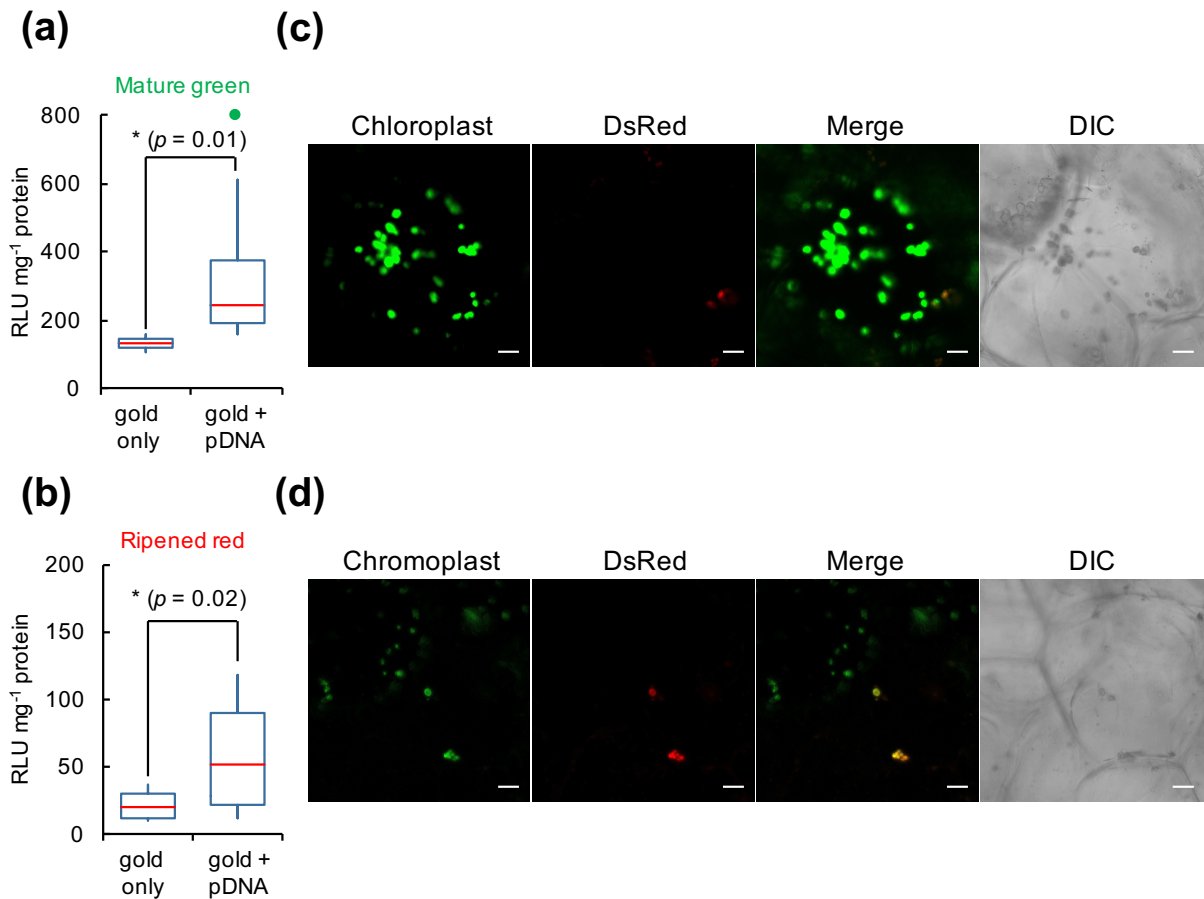 (a)
Mature green
800
600
400
200
0
RLU mg⁻¹ protein
* (p = 0.01)
gold only
gold + pDNA
(c)
Chloroplast DsRed Merge DIC
(b)
Ripened red
200
150
100
50
0
RLU mg⁻¹ protein
* (p = 0.02)
gold only
gold + pDNA
(d)
Chromoplast DsRed Merge DIC